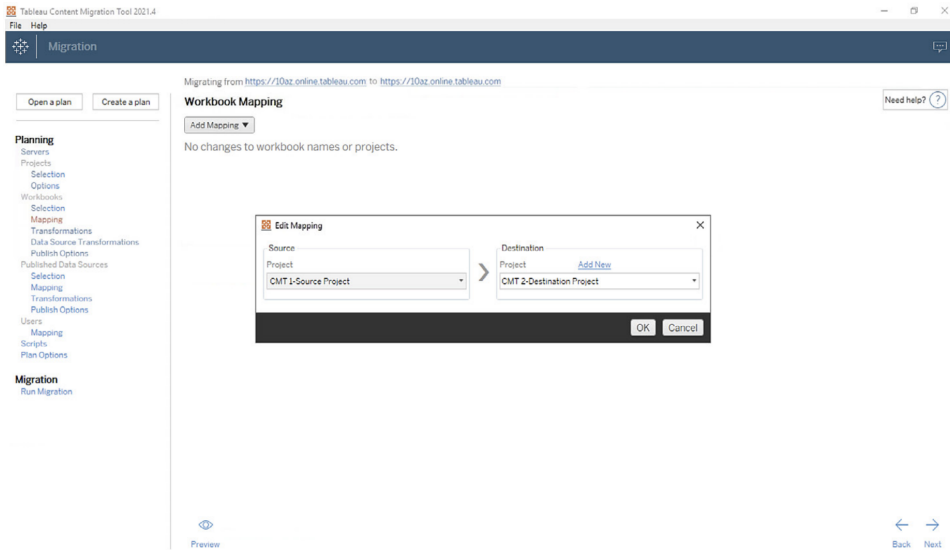 Tableau Content Migration Tool 2021.4
File Help
Migration
Open a plan Create a plan
Planning
Servers
Projects
Selection
Options
Workbooks
Selection
Mapping
Transformations
Data Source Transformations
Publish Options
Published Data Sources
Selection
Mapping
Transformations
Publish Options
Users
Mapping
Scripts
Plan Options
Migration
Run Migration
Migrating from https://10az.online.tableau.com to https://10az.online.tableau.com
Workbook Mapping
Need help? ?
Add Mapping ▼
No changes to workbook names or projects.
Edit Mapping
Source
Project
CMT 1-Source Project
Destination
Project Add New
CMT 2-Destination Project
OK Cancel
Preview
Back Next